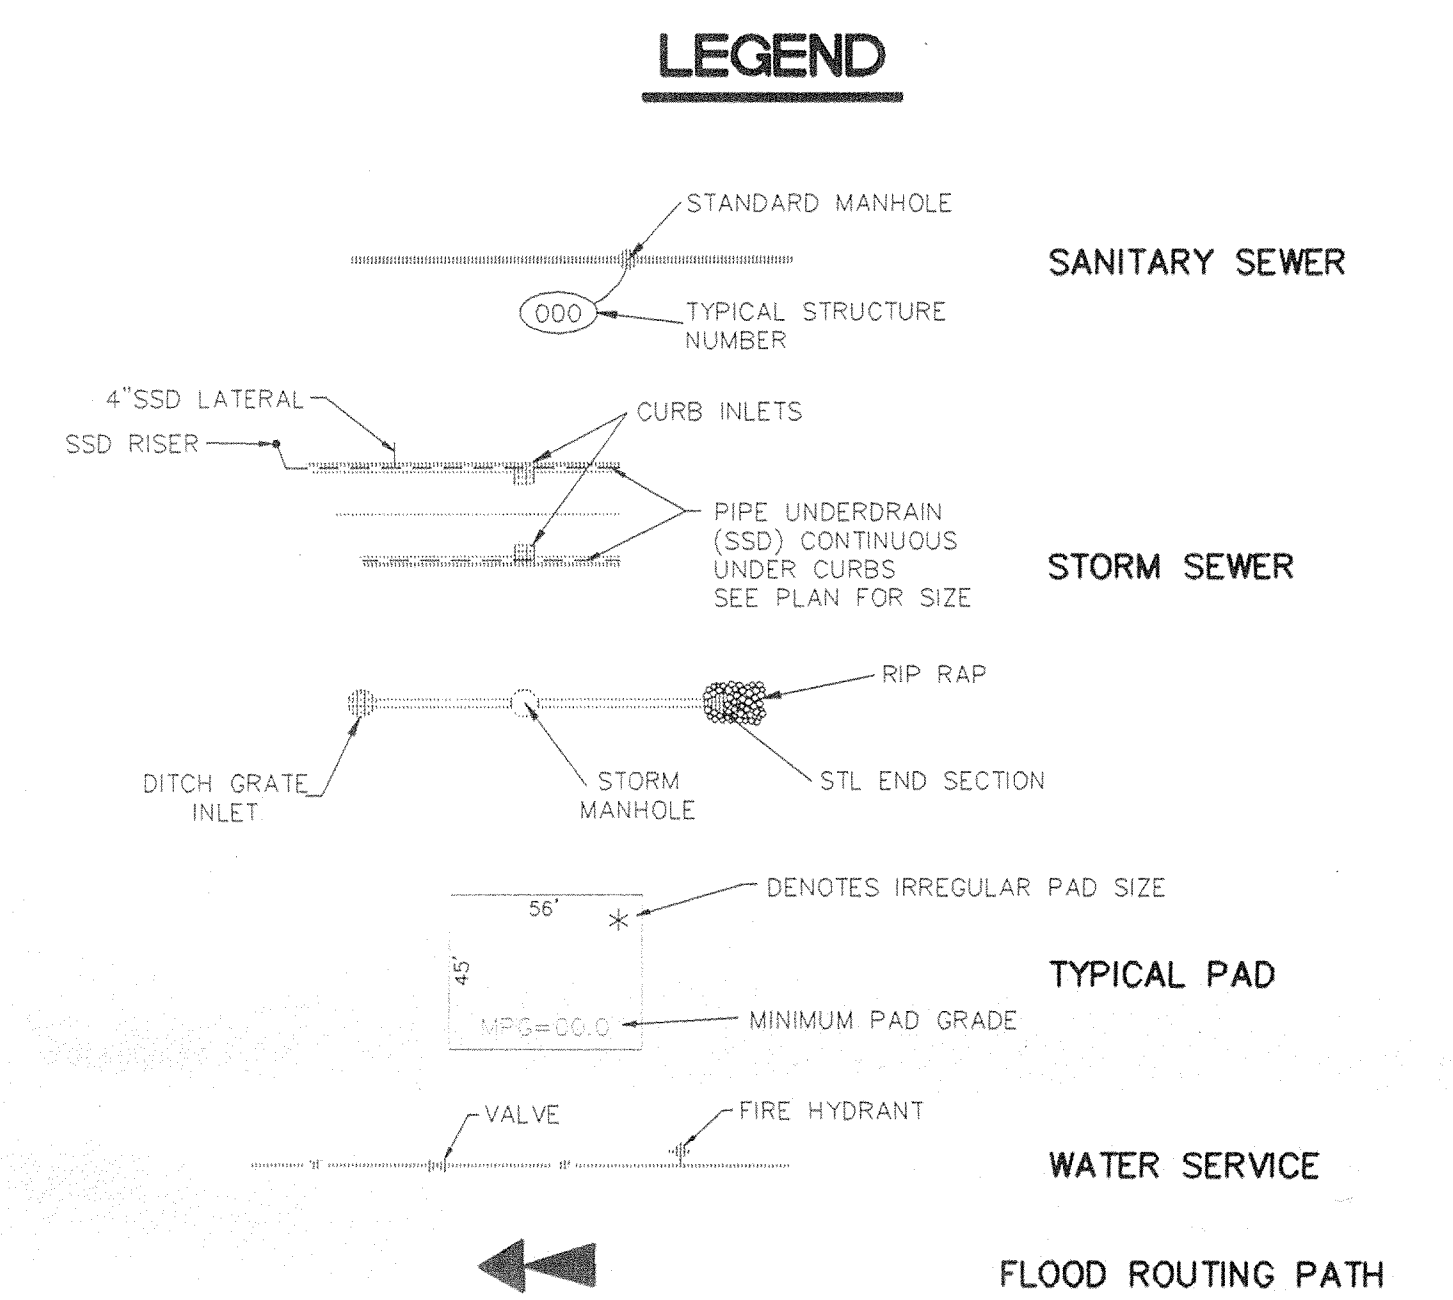 LEGEND
STANDARD MANHOLE
SANITARY SEWER
000
TYPICAL STRUCTURE
NUMBER
4"SSD LATERAL
CURB INLETS
SSD RISER
PIPE UNDERDRAIN
(SSD) CONTINUOUS
UNDER CURBS
SEE PLAN FOR SIZE
STORM SEWER
RIP RAP
DITCH GRATE
INLET
STORM
MANHOLE
STL END SECTION
DENOTES IRREGULAR PAD SIZE
56'
*
45'
TYPICAL PAD
MPG=00.0
MINIMUM PAD GRADE
VALVE
FIRE HYDRANT
WATER SERVICE
W
W
FLOOD ROUTING PATH